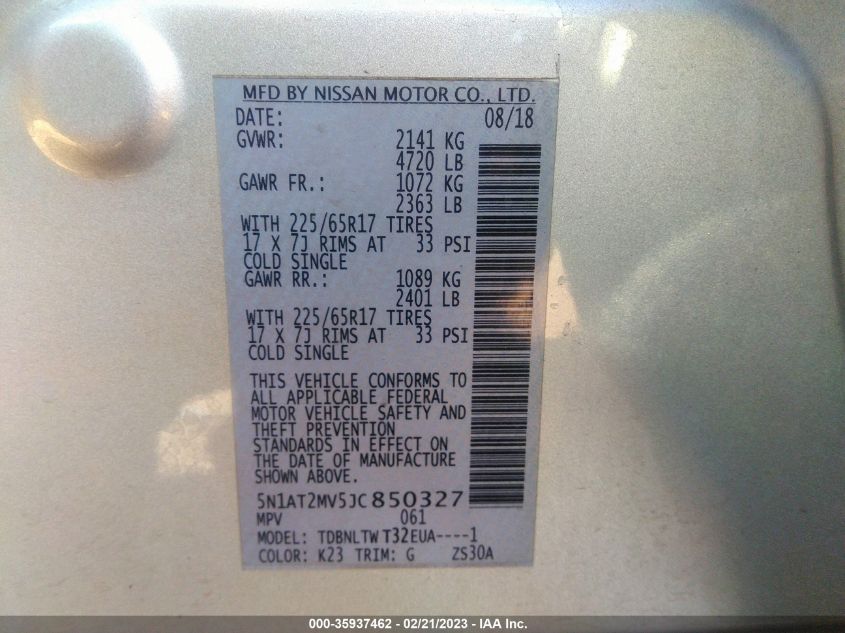 MFD BY NISSAN MOTOR CO., LTD.
DATE: 08/18
GVWR: 2141 KG
4720 LB
GAWR FR.: 1072 KG
2363 LB
WITH 225/65R17 TIRES
17 X 7J RIMS AT 33 PSI
COLD SINGLE
GAWR RR.: 1089 KG
2401 LB
WITH 225/65R17 TIRES
17 X 7J RIMS AT 33 PSI
COLD SINGLE
THIS VEHICLE CONFORMS TO
ALL APPLICABLE FEDERAL
MOTOR VEHICLE SAFETY AND
THEFT PREVENTION
STANDARDS IN EFFECT ON
THE DATE OF MANUFACTURE
SHOWN ABOVE.
5N1AT2MV5JC850327
MPV 061
MODEL: TDBNLTW T32EUA----1
COLOR: K23 TRIM: G ZS30A
000-35937462 - 02/21/2023 - IAA Inc.